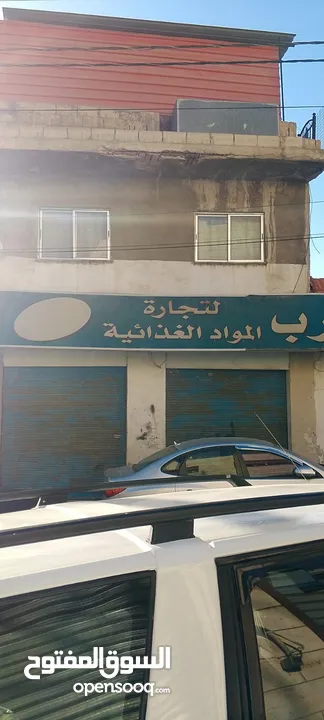 لتجارة
المواد الغذائية
السوق المفتوح
opensooq.com